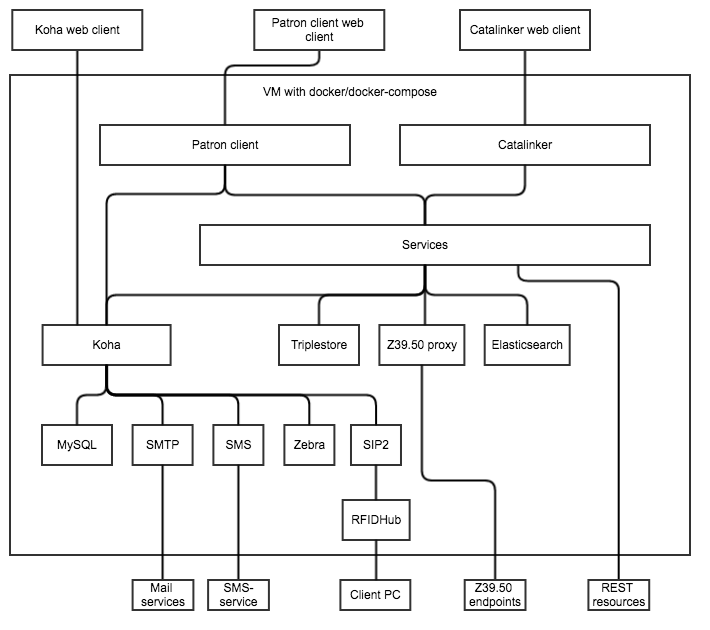 Koha web client
Patron client web
client
Catalinker web client
VM with docker/docker-compose
Patron client
Catalinker
Services
Koha
Triplestore
Z39.50 proxy
Elasticsearch
MySQL
SMTP
SMS
Zebra
SIP2
RFIDHub
Mail
services
SMS-
service
Client PC
Z39.50
endpoints
REST
resources